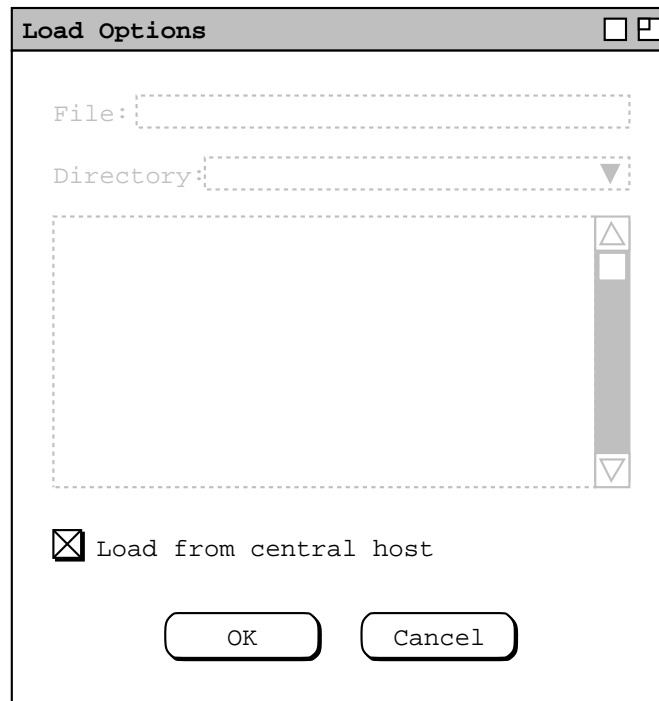 Load Options
File:
Directory:
Load from central host
OK Cancel